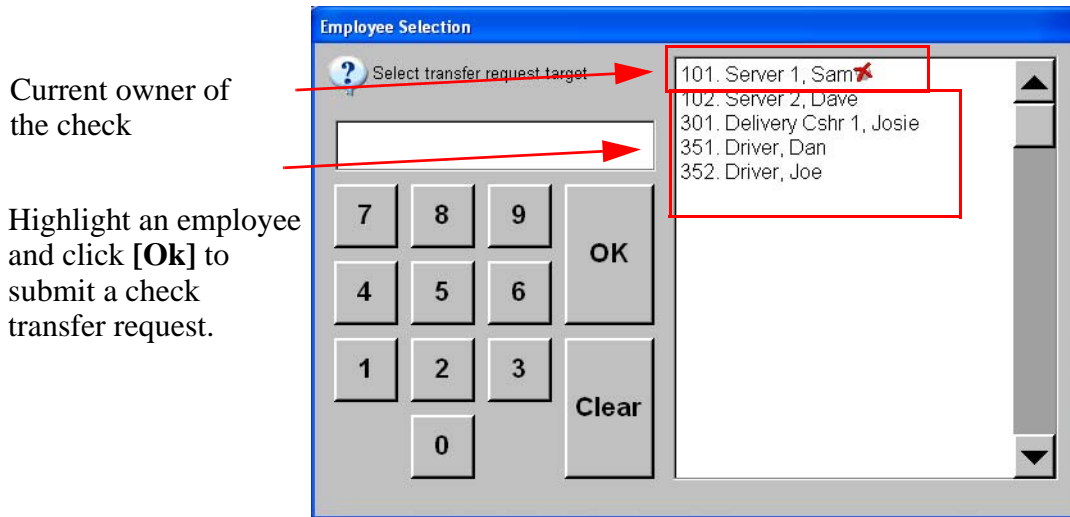 Employee Selection
Current owner of
the check
Highlight an employee
and click [Ok] to
submit a check
transfer request.
Select transfer request target
7 8 9
OK
4 5 6
1 2 3
Clear
0
101. Server 1, Sam
102. Server 2, Dave
301. Delivery Cshr 1, Josie
351. Driver, Dan
352. Driver, Joe